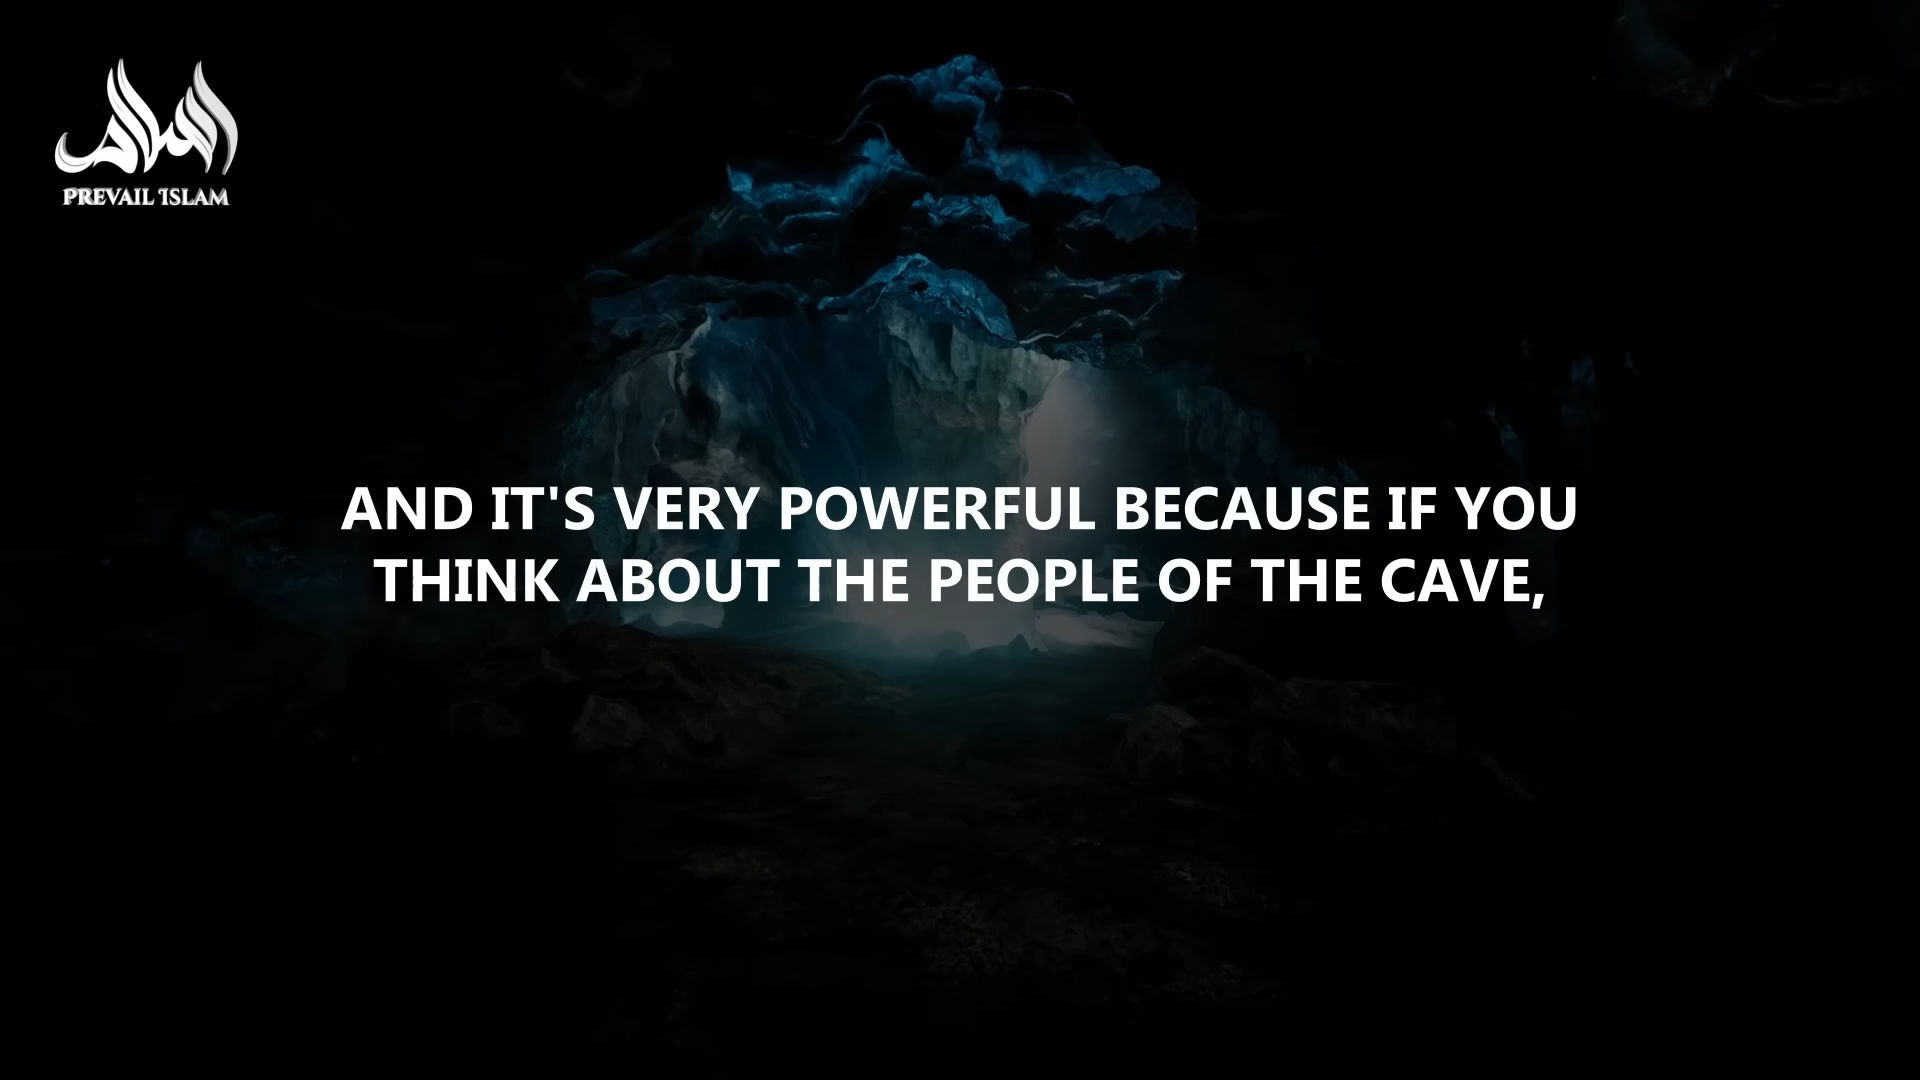 PREVAIL ISLAM
AND IT'S VERY POWERFUL BECAUSE IF YOU
THINK ABOUT THE PEOPLE OF THE CAVE,